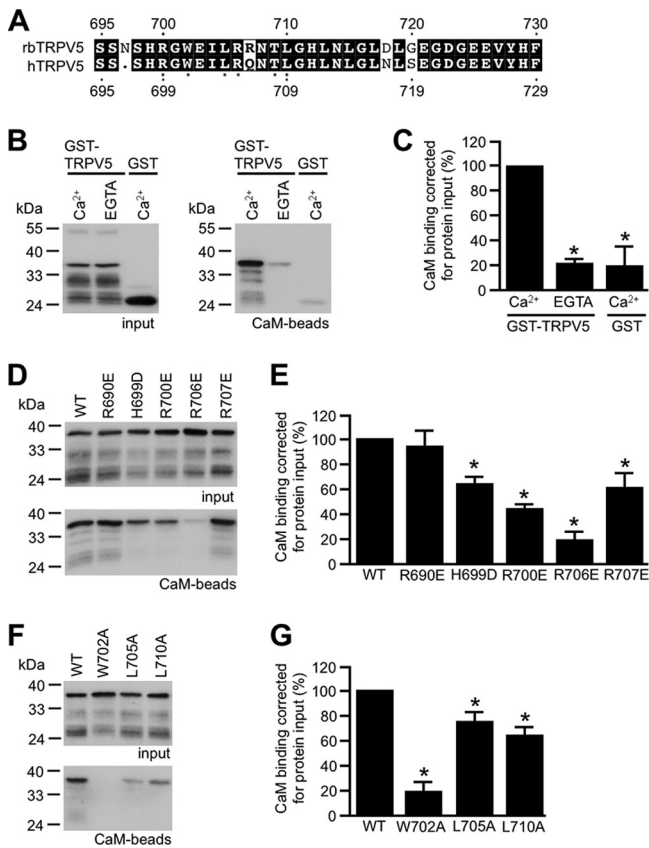 A
695 700 710 720 730
rbTRPV5 SSNSHRGWEILRRNTLGHLNLGLDLGEGDGEEVYHF
hTRPV5 SS.SHRGWEILRQNTLGHLNLGLNLSEGDGEEVYHF
695 699 709 719 729
B
GST-TRPV5 GST
kDa Ca2+ EGTA Ca2+
55
40
33
24
input
GST-TRPV5 GST
kDa Ca2+ EGTA Ca2+
55
40
33
24
CaM-beads
C
CaM binding corrected for protein input (%)
120
100
80
60
40
20
0
* *
Ca2+ EGTA Ca2+
GST-TRPV5 GST
D
kDa WT R690E H699D R700E R706E R707E
40
33
24
input
40
33
24
CaM-beads
E
CaM binding corrected for protein input (%)
120
100
80
60
40
20
0
* * * *
WT R690E H699D R700E R706E R707E
F
kDa WT W702A L705A L710A
40
33
24
input
40
33
24
CaM-beads
G
CaM binding corrected for protein input (%)
120
100
80
60
40
20
0
* * *
WT W702A L705A L710A